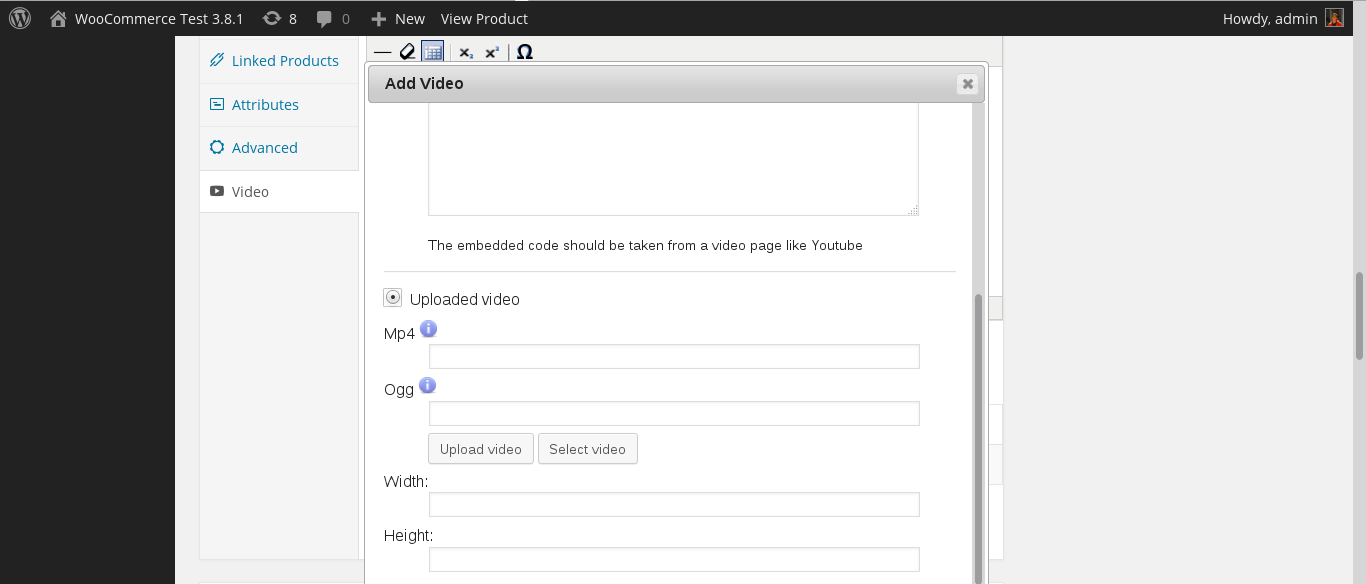 WooCommerce Test 3.8.1 8 0 New View Product Howdy, admin
x₂ x² Ω
Linked Products
Add Video
Attributes
Advanced
Video
The embedded code should be taken from a video page like Youtube
Uploaded video
Mp4 i
Ogg i
Upload video Select video
Width:
Height: